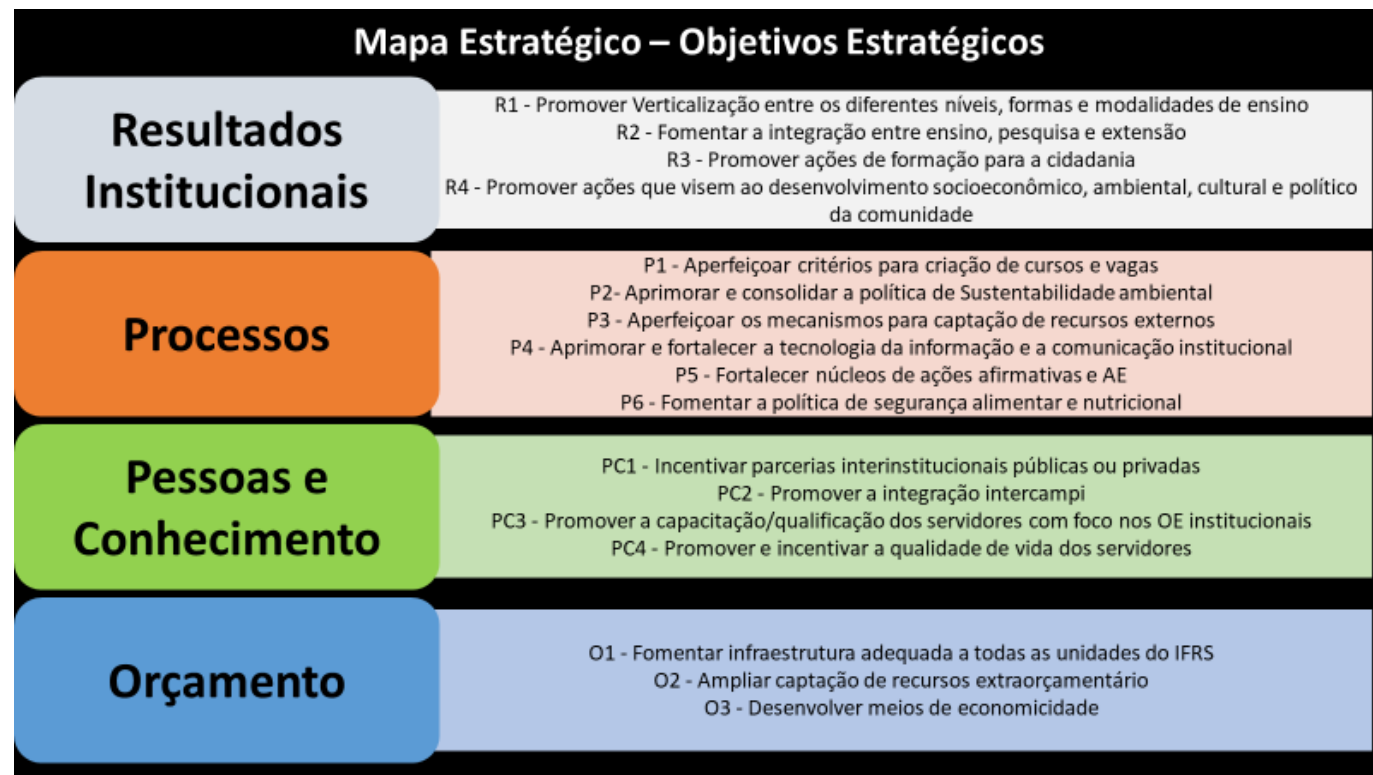 Mapa Estratégico – Objetivos Estratégicos
Resultados
Institucionais
R1 - Promover Verticalização entre os diferentes níveis, formas e modalidades de ensino
R2 - Fomentar a integração entre ensino, pesquisa e extensão
R3 - Promover ações de formação para a cidadania
R4 - Promover ações que visem ao desenvolvimento socioeconômico, ambiental, cultural e político
da comunidade
Processos
P1 - Aperfeiçoar critérios para criação de cursos e vagas
P2- Aprimorar e consolidar a política de Sustentabilidade ambiental
P3 - Aperfeiçoar os mecanismos para captação de recursos externos
P4 - Aprimorar e fortalecer a tecnologia da informação e a comunicação institucional
P5 - Fortalecer núcleos de ações afirmativas e AE
P6 - Fomentar a política de segurança alimentar e nutricional
Pessoas e
Conhecimento
PC1 - Incentivar parcerias interinstitucionais públicas ou privadas
PC2 - Promover a integração intercampi
PC3 - Promover a capacitação/qualificação dos servidores com foco nos OE institucionais
PC4 - Promover e incentivar a qualidade de vida dos servidores
Orçamento
O1 - Fomentar infraestrutura adequada a todas as unidades do IFRS
O2 - Ampliar captação de recursos extraorçamentário
O3 - Desenvolver meios de economicidade